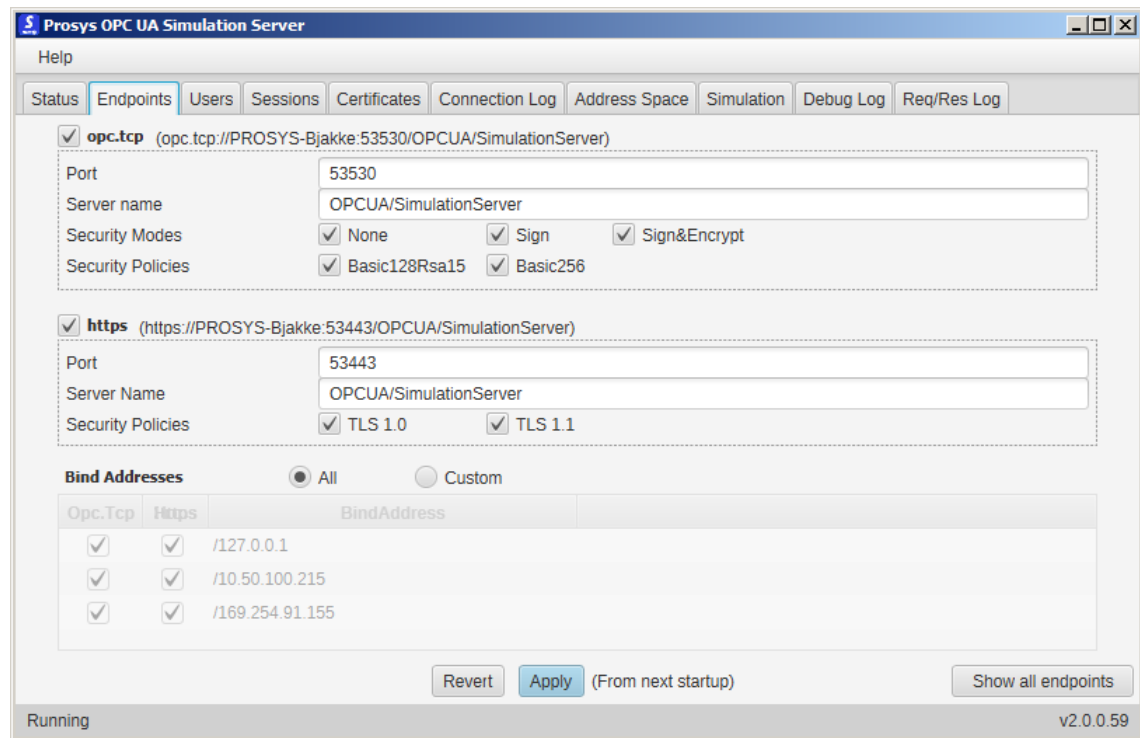 Prosys OPC UA Simulation Server
Help
Status Endpoints Users Sessions Certificates Connection Log Address Space Simulation Debug Log Req/Res Log
opc.tcp (opc.tcp://PROSYS-Bjakke:53530/OPCUA/SimulationServer)
Port 53530
Server name OPCUA/SimulationServer
Security Modes None Sign Sign&Encrypt
Security Policies Basic128Rsa15 Basic256
https (https://PROSYS-Bjakke:53443/OPCUA/SimulationServer)
Port 53443
Server Name OPCUA/SimulationServer
Security Policies TLS 1.0 TLS 1.1
Bind Addresses All Custom
Opc.Tcp Https BindAddress
/127.0.0.1
/10.50.100.215
/169.254.91.155
Revert Apply (From next startup) Show all endpoints
Running v2.0.0.59